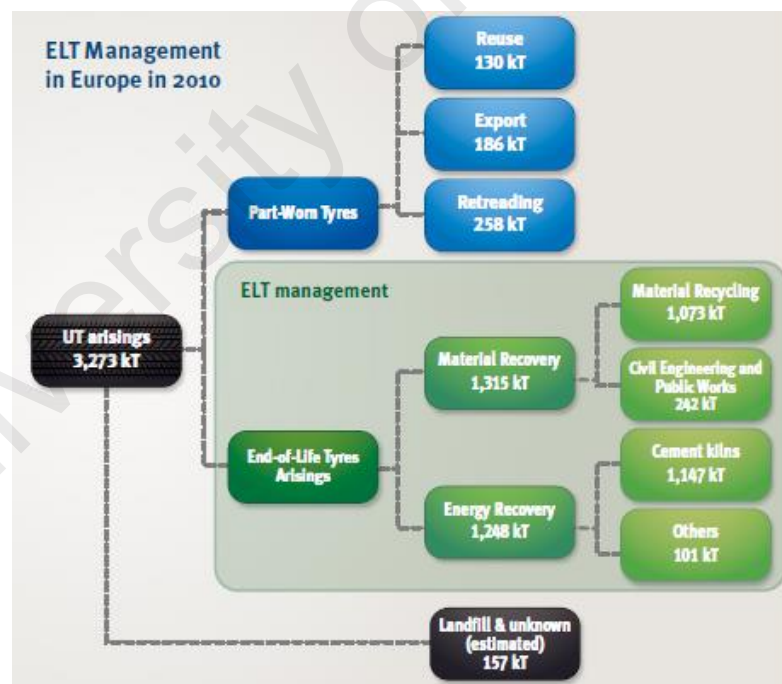 ELT Management
in Europe in 2010
Reuse
130 kT
Export
186 kT
Part-Worn Tyres
Retreading
258 kT
ELT management
Material Recycling
1,073 kT
UT arisings
3,273 kT
Material Recovery
1,315 kT
Civil Engineering and
Public Works
242 kT
End-of-Life Tyres
Arisings
Cement kilns
1,147 kT
Energy Recovery
1,248 kT
Others
101 kT
Landfill & unknown
(estimated)
157 kT